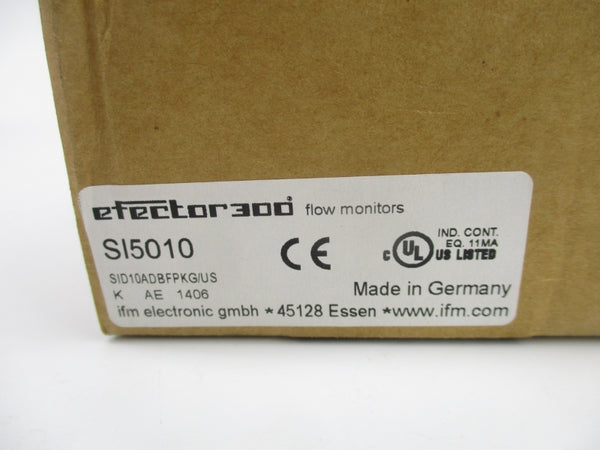 efector300® flow monitors
SI5010
SID10ADBFPKG/US
K AE 1406
CE
c UL US LISTED
IND. CONT.
EQ. 11MA
Made in Germany
ifm electronic gmbh * 45128 Essen * www.ifm.com